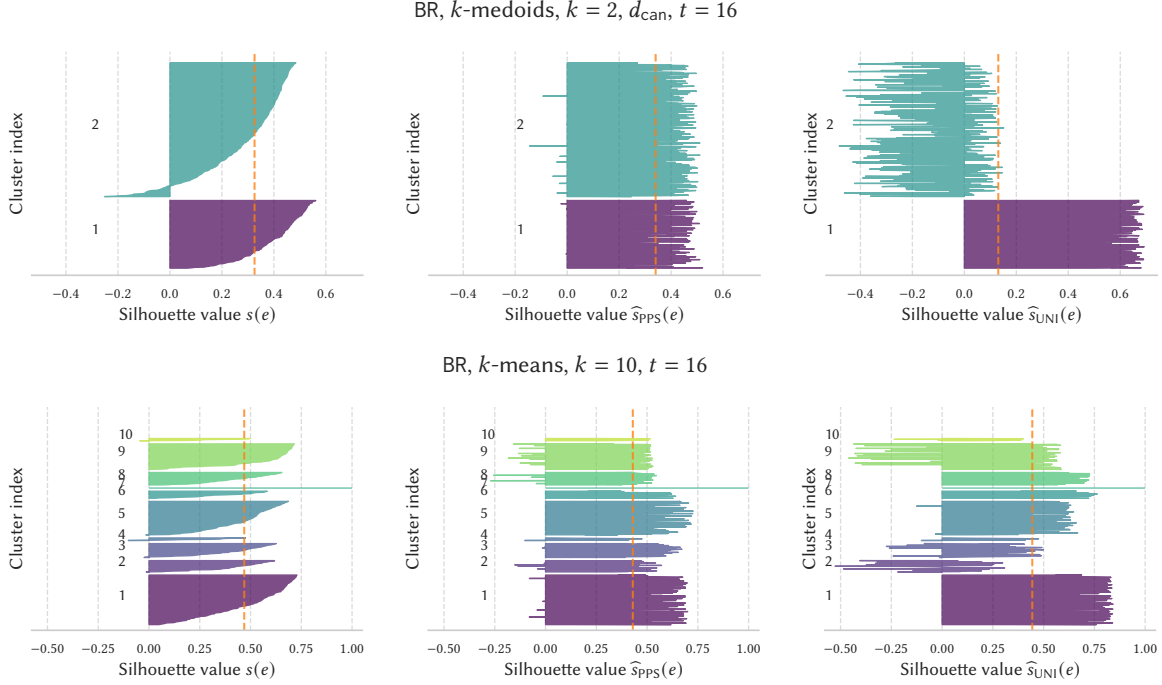 BR, k-medoids, k = 2, d_can, t = 16
Cluster index
2
1
−0.4 −0.2 0.0 0.2 0.4 0.6
Silhouette value s(e)
Cluster index
2
1
−0.4 −0.2 0.0 0.2 0.4 0.6
Silhouette value ŝ_PPS(e)
Cluster index
2
1
−0.4 −0.2 0.0 0.2 0.4 0.6
Silhouette value ŝ_UNI(e)
BR, k-means, k = 10, t = 16
Cluster index
10
9
8
7
6
5
4
3
2
1
−0.50 −0.25 0.00 0.25 0.50 0.75 1.00
Silhouette value s(e)
Cluster index
10
9
8
7
6
5
4
3
2
1
−0.50 −0.25 0.00 0.25 0.50 0.75 1.00
Silhouette value ŝ_PPS(e)
Cluster index
10
9
8
7
6
5
4
3
2
1
−0.50 −0.25 0.00 0.25 0.50 0.75 1.00
Silhouette value ŝ_UNI(e)